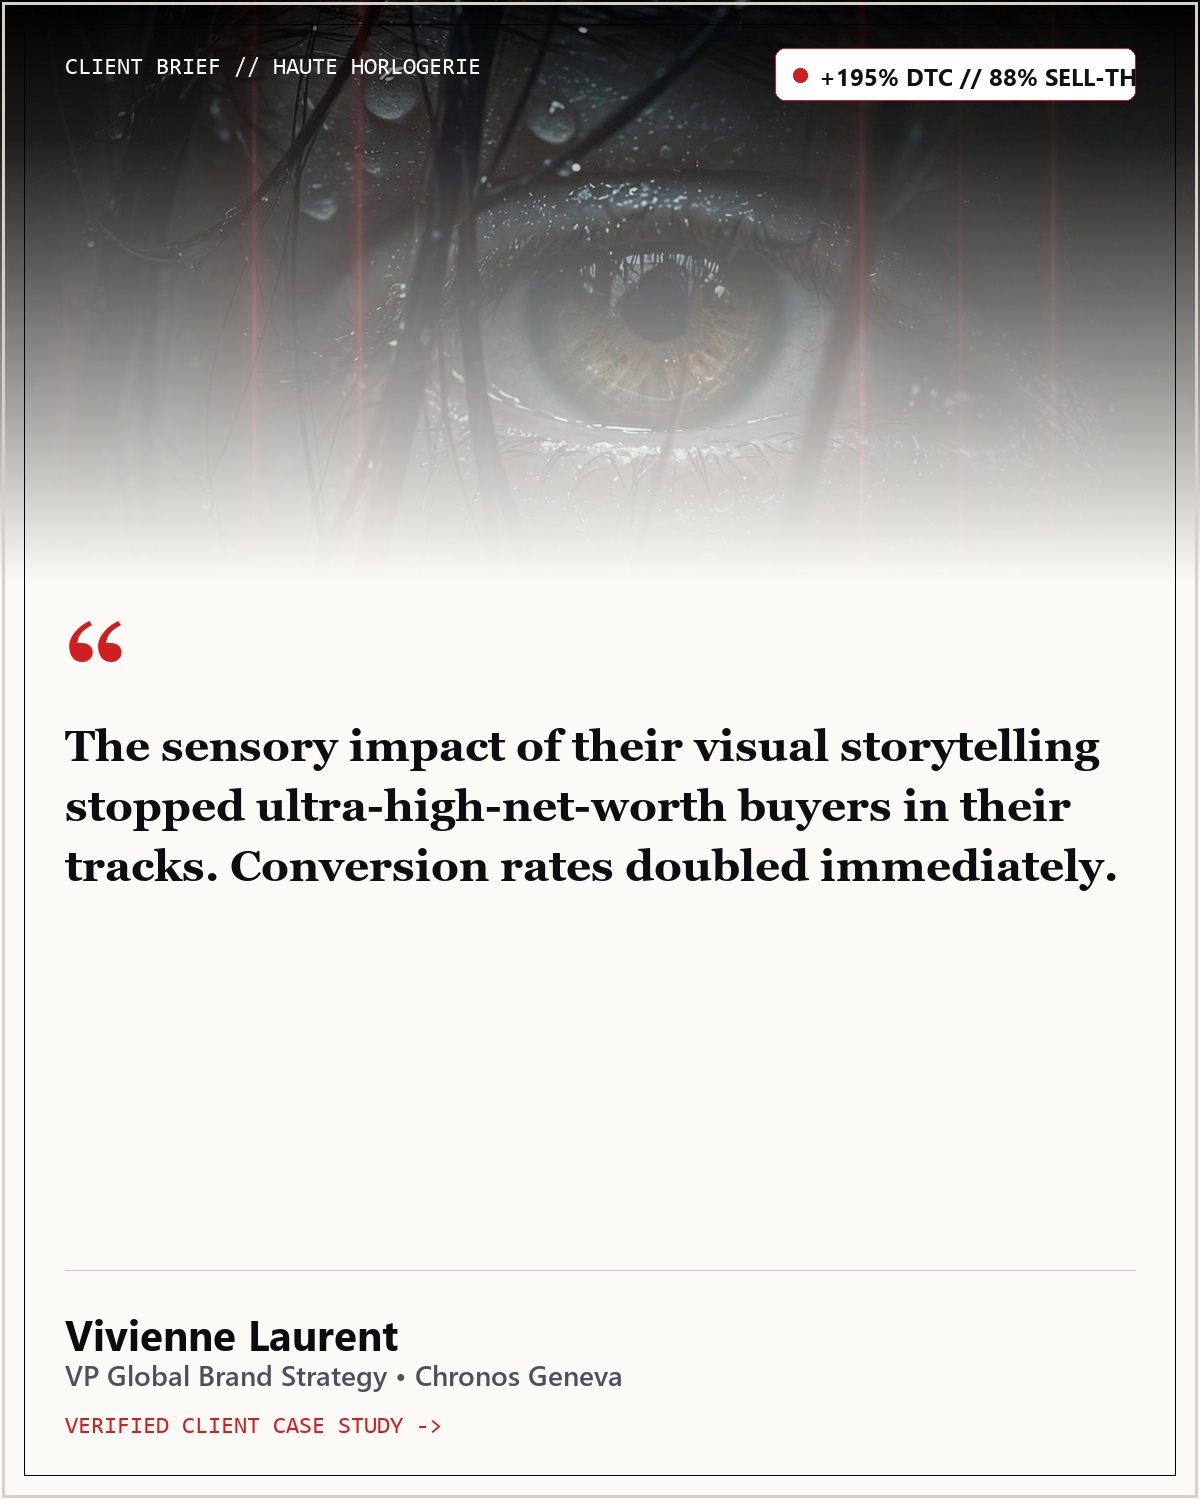 CLIENT BRIEF // HAUTE HORLOGERIE
+195% DTC // 88% SELL-TH
“
The sensory impact of their visual storytelling
stopped ultra-high-net-worth buyers in their
tracks. Conversion rates doubled immediately.
Vivienne Laurent
VP Global Brand Strategy • Chronos Geneva
VERIFIED CLIENT CASE STUDY ->